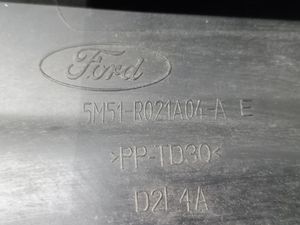 Ford
5M51-R021A04-A E
>PP-TD30<
D2L4A